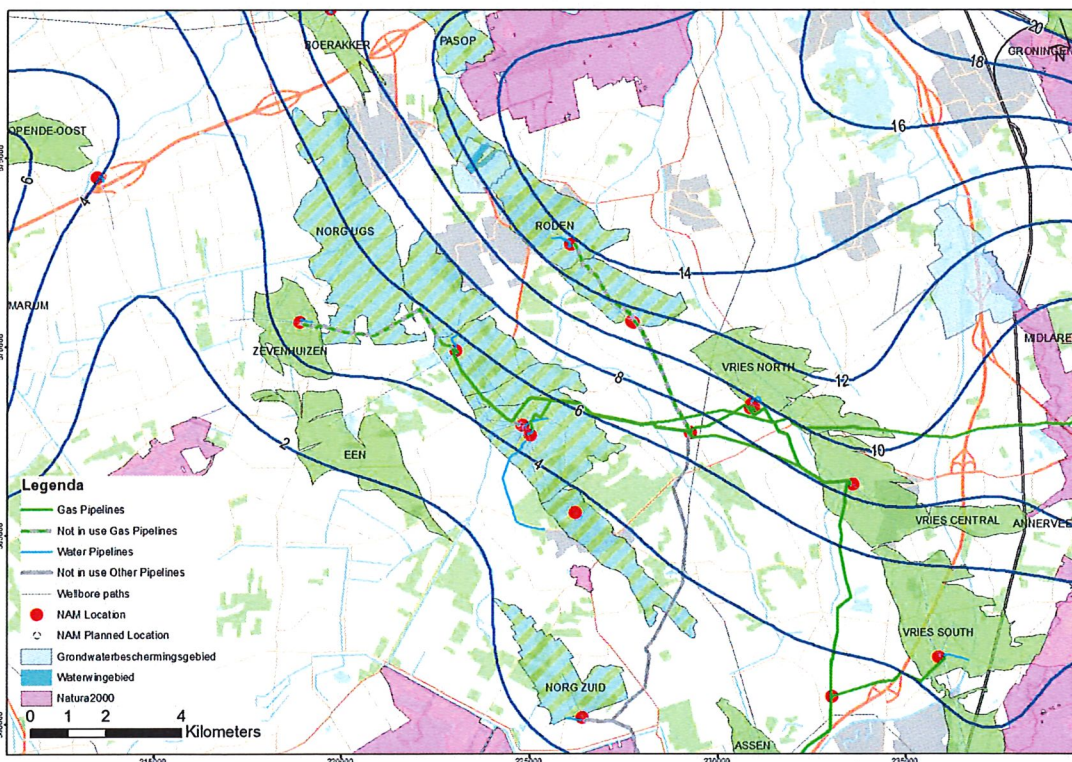 BOERAKKER
PASOP
20
GRONINGEN
18
OPENDE-OOST
16
6
4
NORG UGS
RODEN
14
MARUM
ZEVENHUIZEN
MIDLARE
VRIES NORTH
12
8
6
2
EEN
4
10
Legenda
Gas Pipelines
Not in use Gas Pipelines
Water Pipelines
Not in use Other Pipelines
Wellbore paths
NAM Location
NAM Planned Location
Grondwaterbeschermingsgebied
Waterwingebied
Natura2000
VRIES CENTRAL
ANNERVEE
VRIES SOUTH
NORG ZUID
ASSEN
0 1 2 4
Kilometers